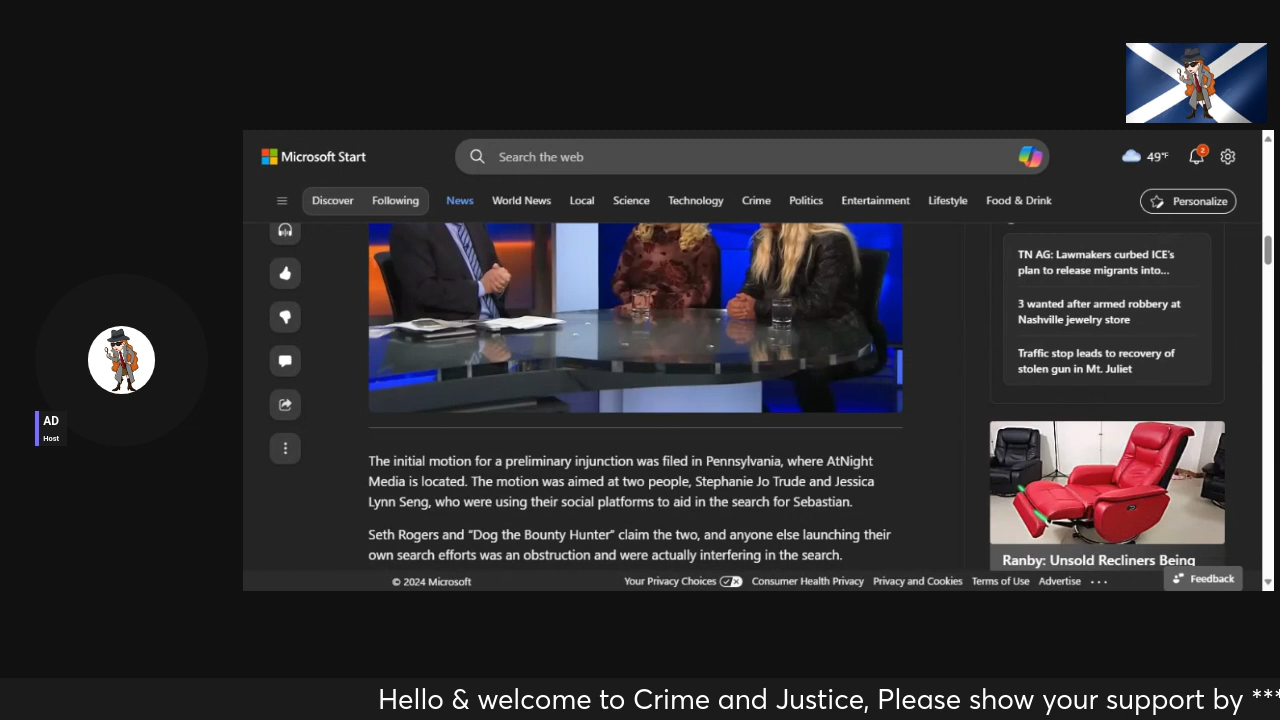 Microsoft Start
Search the web
49°F
2
Discover
Following
News
World News
Local
Science
Technology
Crime
Politics
Entertainment
Lifestyle
Food & Drink
Personalize
TN AG: Lawmakers curbed ICE's
plan to release migrants into...
3 wanted after armed robbery at
Nashville jewelry store
Traffic stop leads to recovery of
stolen gun in Mt. Juliet
AD
Host
The initial motion for a preliminary injunction was filed in Pennsylvania, where AtNight
Media is located. The motion was aimed at two people, Stephanie Jo Trude and Jessica
Lynn Seng, who were using their social platforms to aid in the search for Sebastian.
Seth Rogers and “Dog the Bounty Hunter” claim the two, and anyone else launching their
own search efforts was an obstruction and were actually interfering in the search.
Ranby: Unsold Recliners Being
© 2024 Microsoft
Your Privacy Choices
Consumer Health Privacy
Privacy and Cookies
Terms of Use
Advertise
...
Feedback
Hello & welcome to Crime and Justice, Please show your support by ***